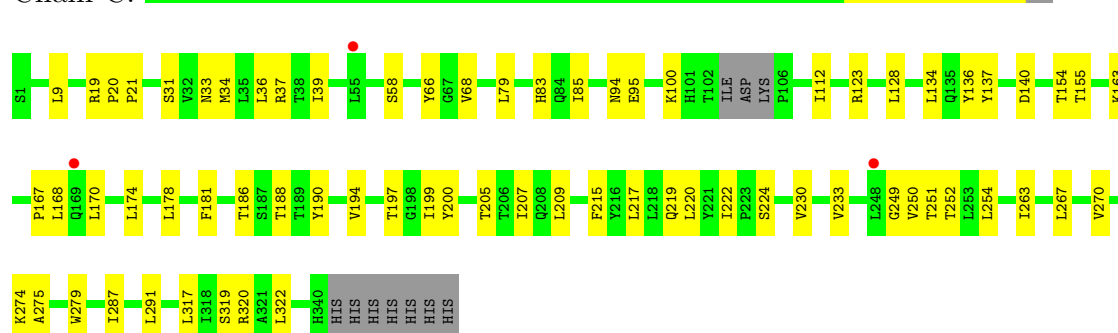 S1 L9 R19 P20 P21 S31 V32 N33 M34 L35 L36 R37 T38 I39 L55 S58 Y66 G67 V68 L79 H83 Q84 I85 N94 E95 K100 H101 T102 ILE ASP LYS P106 I112 R123 L128 L134 Q135 Y136 Y137 D140 T154 T155 K163
P167 L168 Q169 L170 L174 L178 F181 T186 S187 T188 T189 Y190 V194 T197 G198 I199 Y200 T205 T206 I207 Q208 L209 F215 Y216 L217 L218 Q219 L220 Y221 I222 P223 S224 V230 V233 L248 G249 V250 T251 T252 L253 L254 I263 L267 V270
K274 A275 W279 I287 L291 L317 I318 S319 R320 A321 L322 H340 HIS HIS HIS HIS HIS HIS